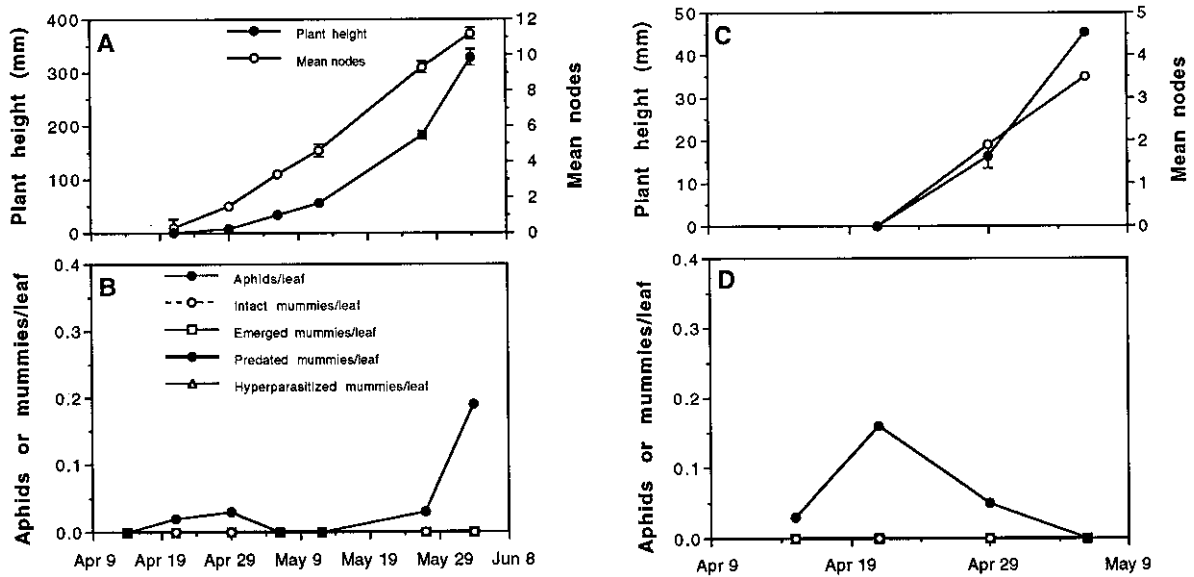 A
Plant height
Mean nodes
400
300
200
100
0
Plant height (mm)
12
10
8
6
4
2
0
Mean nodes
C
50
45
40
35
30
25
20
15
10
5
0
Plant height (mm)
5
4
3
2
1
0
Mean nodes
B
Aphids/leaf
Intact mummies/leaf
Emerged mummies/leaf
Predated mummies/leaf
Hyperparasitized mummies/leaf
0.4
0.3
0.2
0.1
0.0
Aphids or mummies/leaf
Apr 9 Apr 19 Apr 29 May 9 May 19 May 29 Jun 8
D
0.4
0.3
0.2
0.1
0.0
Aphids or mummies/leaf
Apr 9 Apr 19 Apr 29 May 9